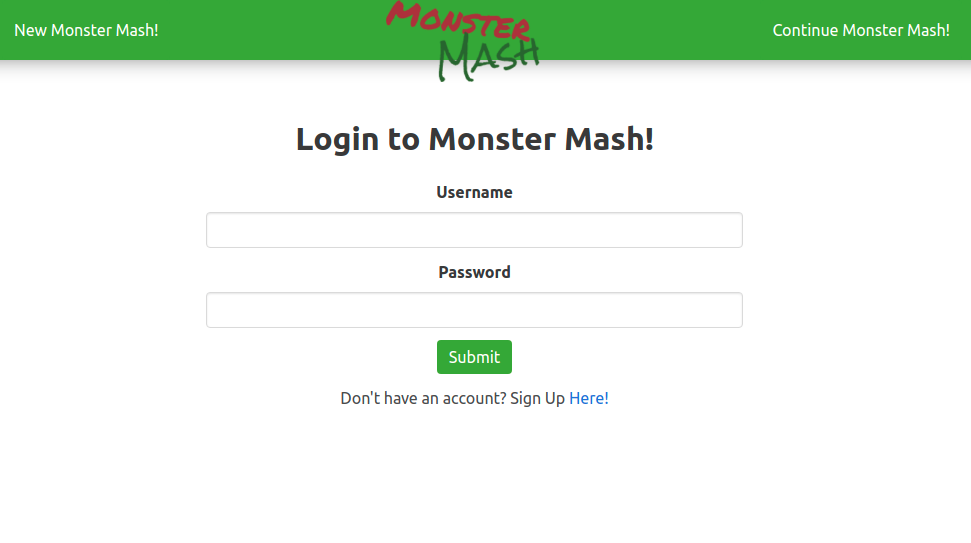 New Monster Mash!
MONSTER
MASH
Continue Monster Mash!
Login to Monster Mash!
Username
Password
Submit
Don't have an account? Sign Up Here!